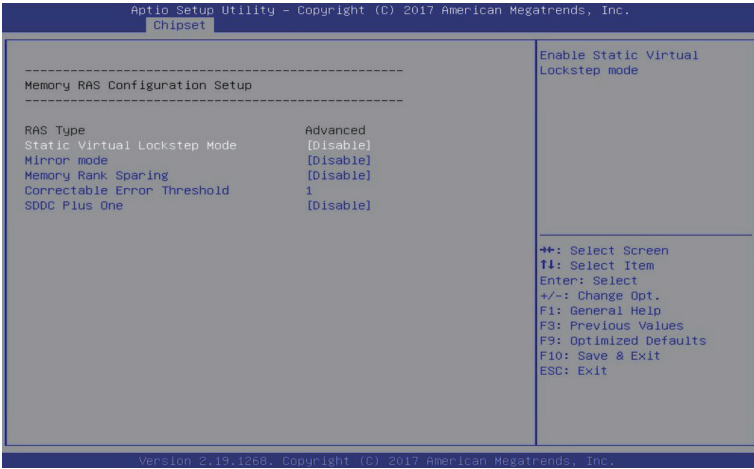 Aptio Setup Utility – Copyright (C) 2017 American Megatrends, Inc.
Chipset
------------------------------------------------
Memory RAS Configuration Setup
------------------------------------------------
RAS Type Advanced
Static Virtual Lockstep Mode [Disable]
Mirror mode [Disable]
Memory Rank Sparing [Disable]
Correctable Error Threshold 1
SDDC Plus One [Disable]
Enable Static Virtual
Lockstep mode
→←: Select Screen
↑↓: Select Item
Enter: Select
+/-: Change Opt.
F1: General Help
F3: Previous Values
F9: Optimized Defaults
F10: Save & Exit
ESC: Exit
Version 2.19.1268. Copyright (C) 2017 American Megatrends, Inc.